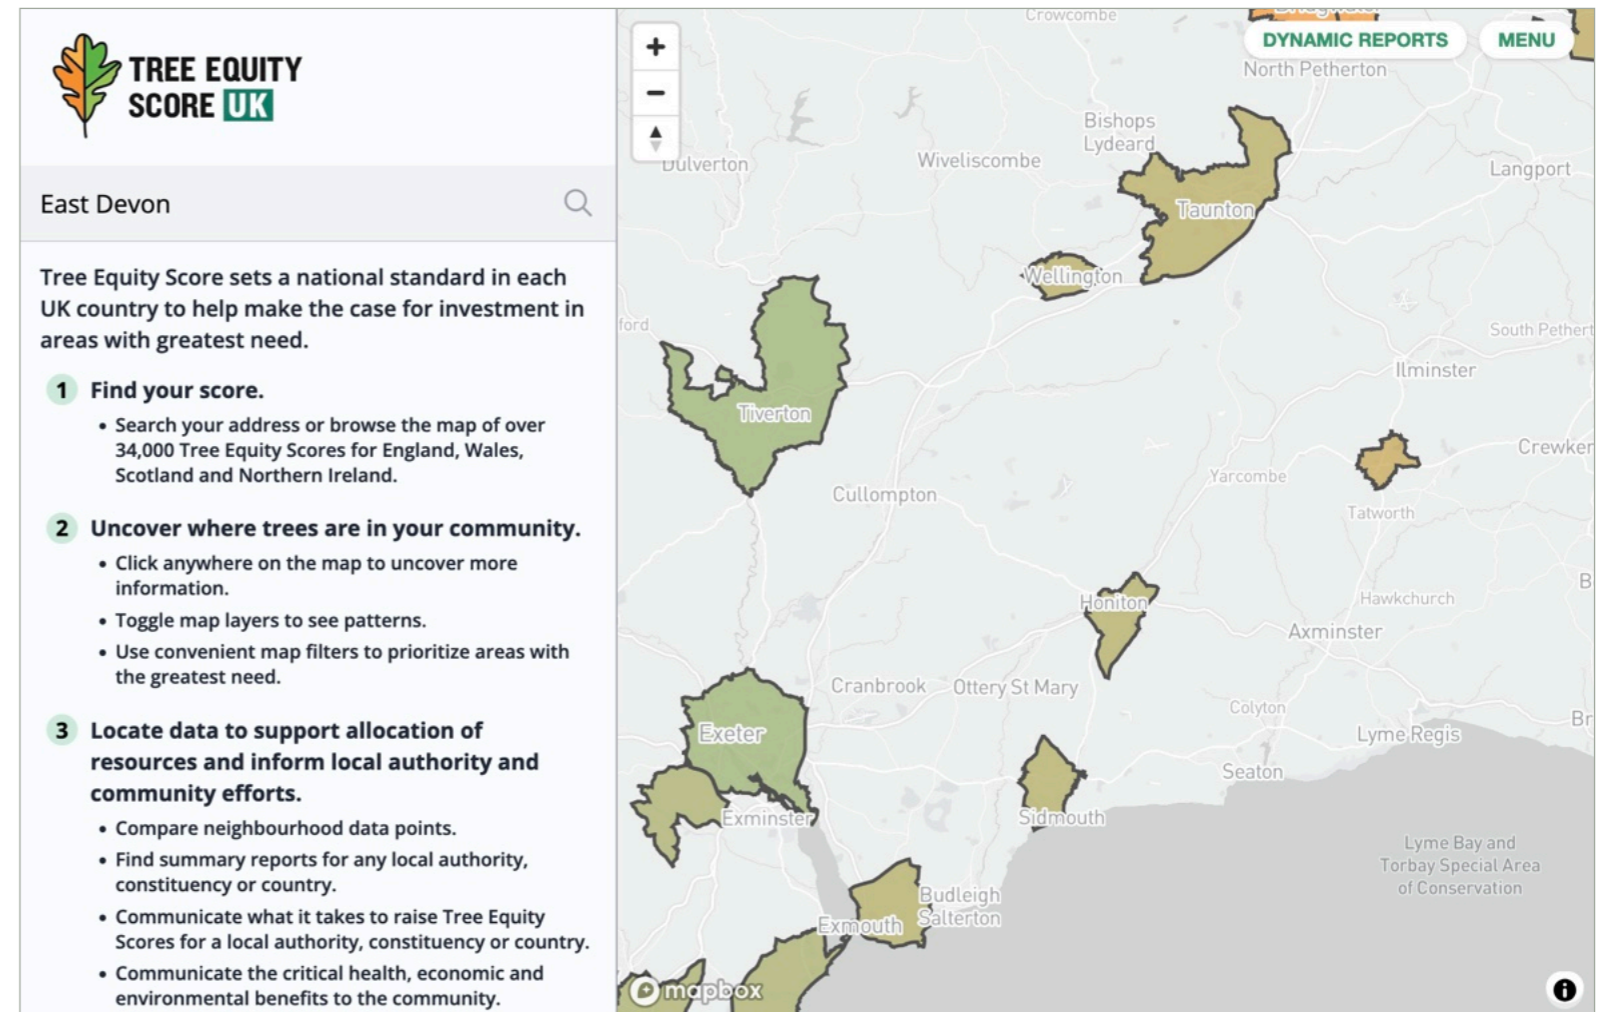 TREE EQUITY
SCORE UK
East Devon
Tree Equity Score sets a national standard in each
UK country to help make the case for investment in
areas with greatest need.
1 Find your score.
• Search your address or browse the map of over
34,000 Tree Equity Scores for England, Wales,
Scotland and Northern Ireland.
2 Uncover where trees are in your community.
• Click anywhere on the map to uncover more
information.
• Toggle map layers to see patterns.
• Use convenient map filters to prioritize areas with
the greatest need.
3 Locate data to support allocation of
resources and inform local authority and
community efforts.
• Compare neighbourhood data points.
• Find summary reports for any local authority,
constituency or country.
• Communicate what it takes to raise Tree Equity
Scores for a local authority, constituency or country.
• Communicate the critical health, economic and
environmental benefits to the community.
Crowcombe
DYNAMIC REPORTS
MENU
North Petherton
Bishops
Lydeard
Dulverton
Wiveliscombe
Langport
Taunton
Wellington
ford
South Pethert
Ilminster
Tiverton
Crewker
Yarcombe
Cullompton
Tatworth
B
Honiton
Hawkchurch
Axminster
Cranbrook
Ottery St Mary
Colyton
Br
Exeter
Lyme Regis
Seaton
Exminster
Sidmouth
Lyme Bay and
Torbay Special Area
of Conservation
Budleigh
Salterton
Exmouth
mapbox